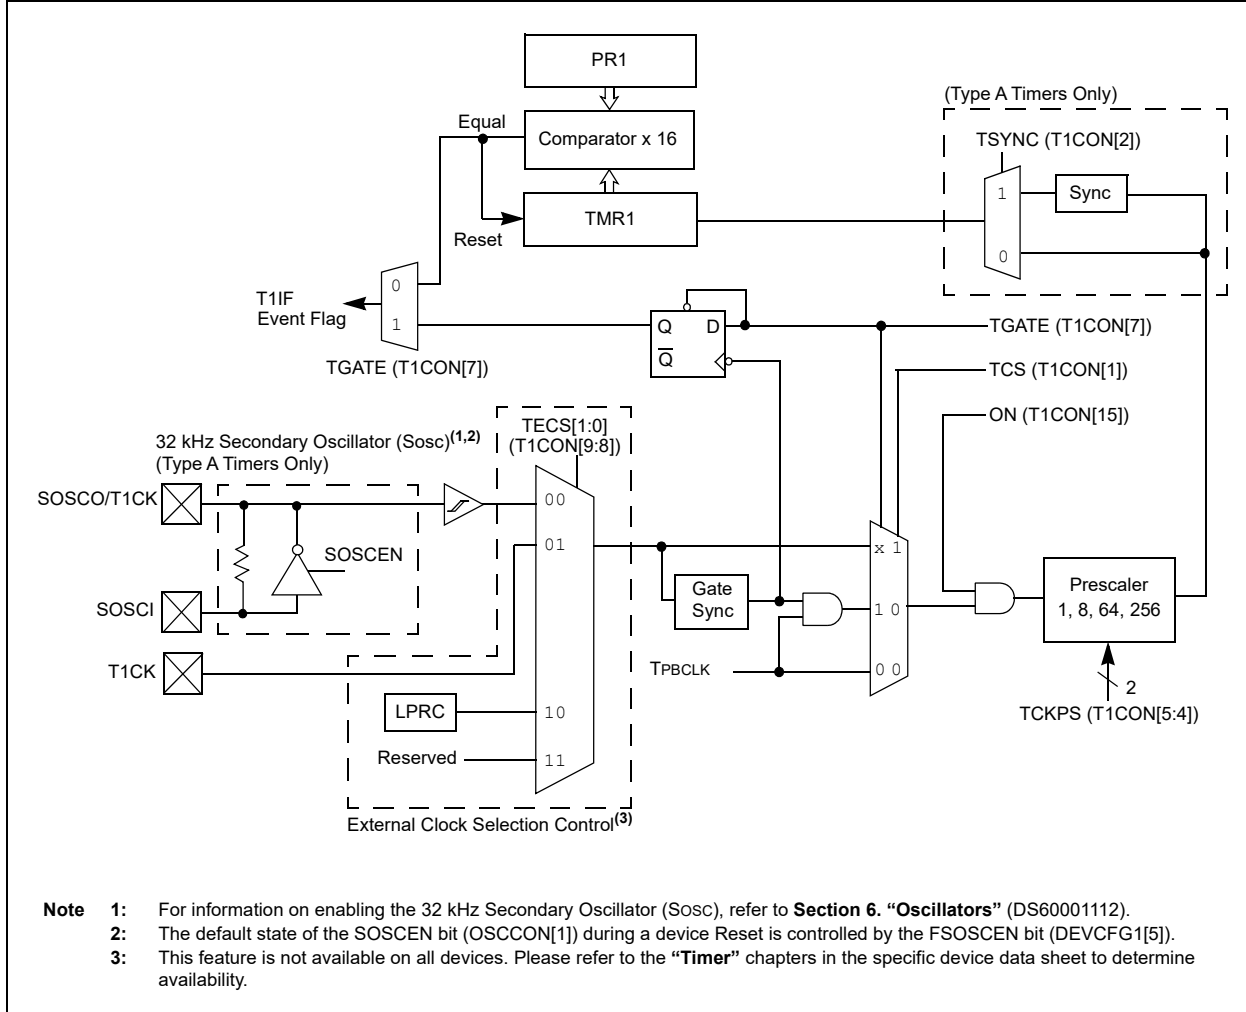 PR1
(Type A Timers Only)
Equal
Comparator x 16
TSYNC (T1CON[2])
1
Sync
TMR1
Reset
0
0
T1IF
Event Flag
1
Q
D
TGATE (T1CON[7])
Q
TGATE (T1CON[7])
TCS (T1CON[1])
ON (T1CON[15])
TECS[1:0]
(T1CON[9:8])
32 kHz Secondary Oscillator (SOSC)(1,2)
(Type A Timers Only)
SOSCO/T1CK
00
01
x 1
SOSCEN
SOSCI
Gate
Sync
1 0
Prescaler
1, 8, 64, 256
T1CK
TPBCLK
0 0
2
LPRC
10
TCKPS (T1CON[5:4])
Reserved
11
External Clock Selection Control(3)
Note 1: For information on enabling the 32 kHz Secondary Oscillator (SOSC), refer to Section 6. “Oscillators” (DS60001112).
2: The default state of the SOSCEN bit (OSCCON[1]) during a device Reset is controlled by the FSOSCEN bit (DEVCFG1[5]).
3: This feature is not available on all devices. Please refer to the “Timer” chapters in the specific device data sheet to determine
availability.